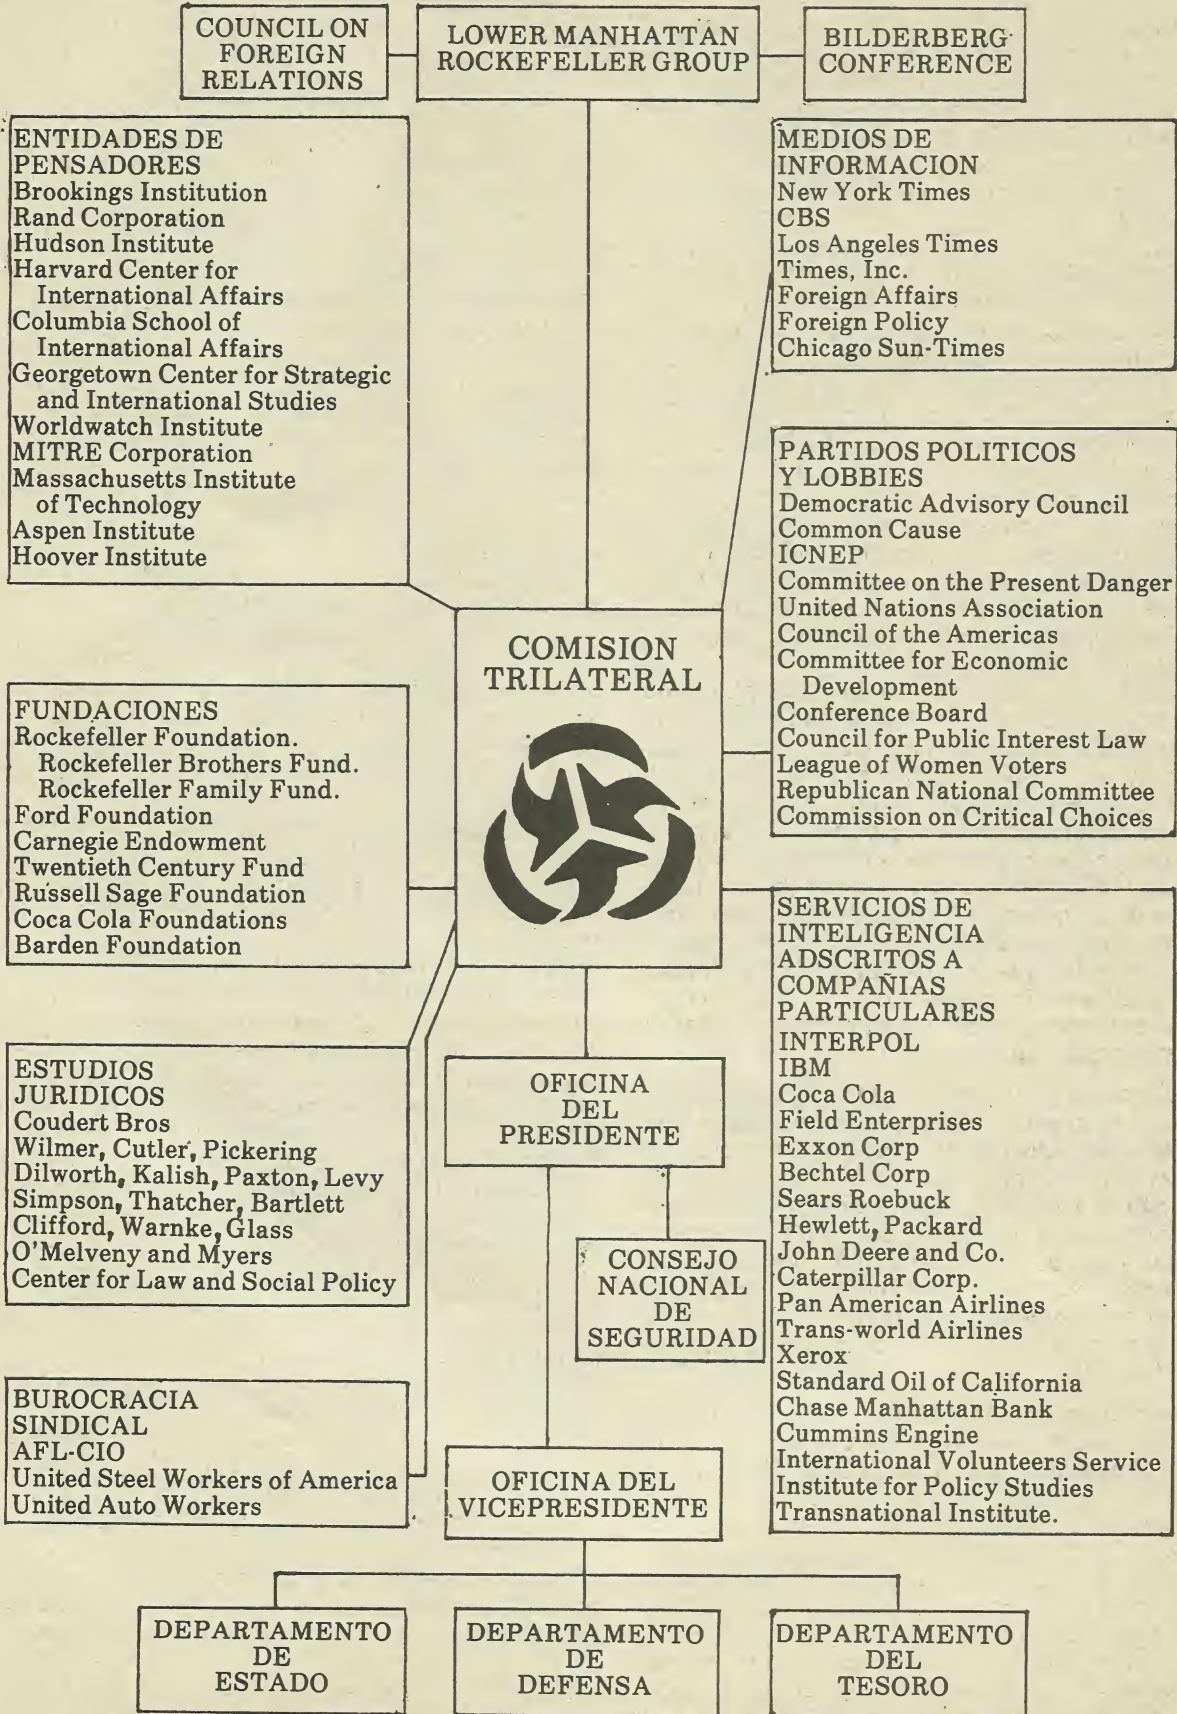 COUNCIL ON
FOREIGN
RELATIONS
LOWER MANHATTAN
ROCKEFELLER GROUP
BILDERBERG
CONFERENCE
ENTIDADES DE
PENSADORES
Brookings Institution
Rand Corporation
Hudson Institute
Harvard Center for
International Affairs
Columbia School of
International Affairs
Georgetown Center for Strategic
and International Studies
Worldwatch Institute
MITRE Corporation
Massachusetts Institute
of Technology
Aspen Institute
Hoover Institute
MEDIOS DE
INFORMACION
New York Times
CBS
Los Angeles Times
Times, Inc.
Foreign Affairs
Foreign Policy
Chicago Sun-Times
PARTIDOS POLITICOS
Y LOBBIES
Democratic Advisory Council
Common Cause
ICNEP
Committee on the Present Danger
United Nations Association
Council of the Americas
Committee for Economic
Development
Conference Board
Council for Public Interest Law
League of Women Voters
Republican National Committee
Commission on Critical Choices
COMISION
TRILATERAL
FUNDACIONES
Rockefeller Foundation.
Rockefeller Brothers Fund.
Rockefeller Family Fund.
Ford Foundation
Carnegie Endowment
Twentieth Century Fund
Russell Sage Foundation
Coca Cola Foundations
Barden Foundation
SERVICIOS DE
INTELIGENCIA
ADSCRITOS A
COMPAÑIAS
PARTICULARES
INTERPOL
IBM
Coca Cola
Field Enterprises
Exxon Corp
Bechtel Corp
Sears Roebuck
Hewlett, Packard
John Deere and Co.
Caterpillar Corp.
Pan American Airlines
Trans-world Airlines
Xerox
Standard Oil of California
Chase Manhattan Bank
Cummins Engine
International Volunteers Service
Institute for Policy Studies
Transnational Institute.
ESTUDIOS
JURIDICOS
Coudert Bros
Wilmer, Cutler, Pickering
Dilworth, Kalish, Paxton, Levy
Simpson, Thatcher, Bartlett
Clifford, Warnke, Glass
O'Melveny and Myers
Center for Law and Social Policy
OFICINA
DEL
PRESIDENTE
CONSEJO
NACIONAL
DE
SEGURIDAD
BUROCRACIA
SINDICAL
AFL-CIO
United Steel Workers of America
United Auto Workers
OFICINA DEL
VICEPRESIDENTE
DEPARTAMENTO
DE
ESTADO
DEPARTAMENTO
DE
DEFENSA
DEPARTAMENTO
DEL
TESORO